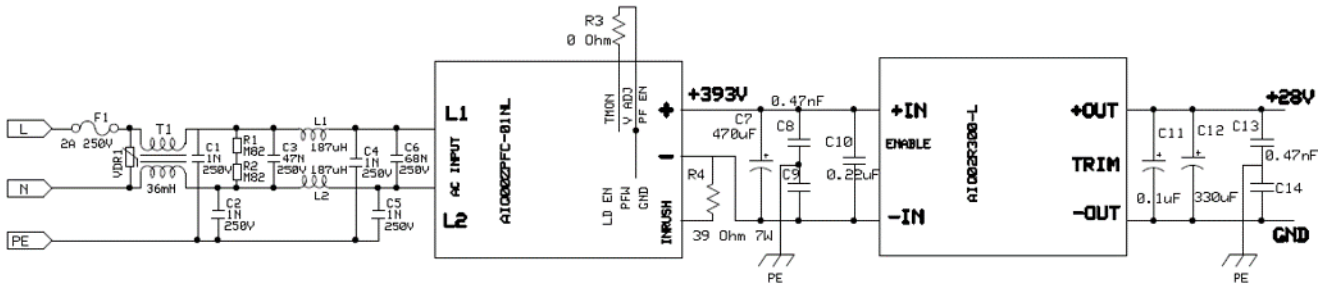 R3
0 Ohm
TMON
V ADJ
PF EN
L
F1
2A 250V
T1
VDR1
36mH
C1
1N
250V
R1
M82
R2
M82
C3
47N
250V
L1
187uH
187uH
L2
C4
1N
250V
C6
68N
250V
N
C2
1N
250V
C5
1N
250V
PE
L1
AC INPUT
L2
AIO00ZPFC-01NL
LD EN
PFW
GND
+
-
INRUSH
R4
39 Ohm 7W
+393V
C7
470uF
+
0.47nF
C8
C9
C10
0.22uF
PE
+IN
ENABLE
-IN
AIO02R300-L
+OUT
TRIM
-OUT
+28V
C11
+
0.1uF
C12
+
330uF
C13
0.47nF
C14
GND
PE